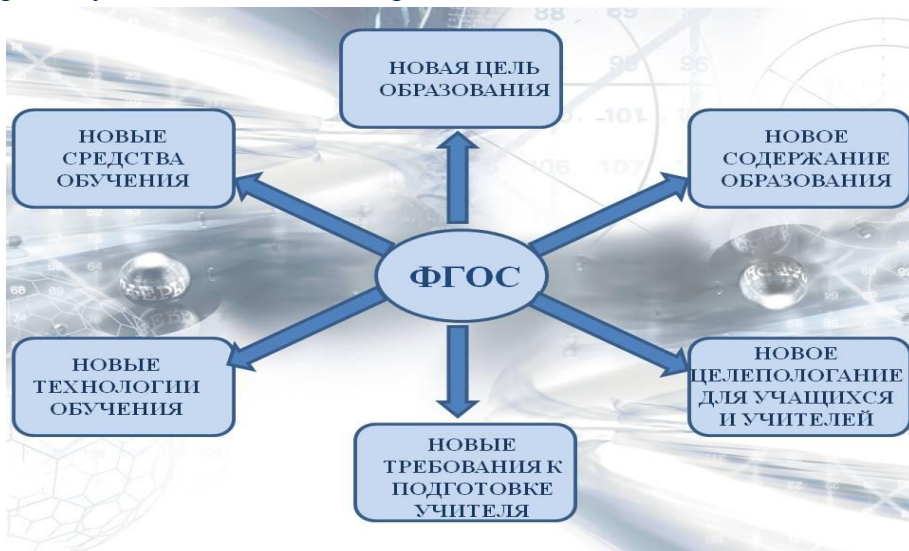 НОВАЯ ЦЕЛЬ
ОБРАЗОВАНИЯ
НОВЫЕ
СРЕДСТВА
ОБУЧЕНИЯ
НОВОЕ
СОДЕРЖАНИЕ
ОБРАЗОВАНИЯ
ФГОС
НОВЫЕ
ТЕХНОЛОГИИ
ОБУЧЕНИЯ
НОВОЕ
ЦЕЛЕПОЛОГАНИЕ
ДЛЯ УЧАЩИХСЯ
И УЧИТЕЛЕЙ
НОВЫЕ
ТРЕБОВАНИЯ К
ПОДГОТОВКЕ
УЧИТЕЛЯ